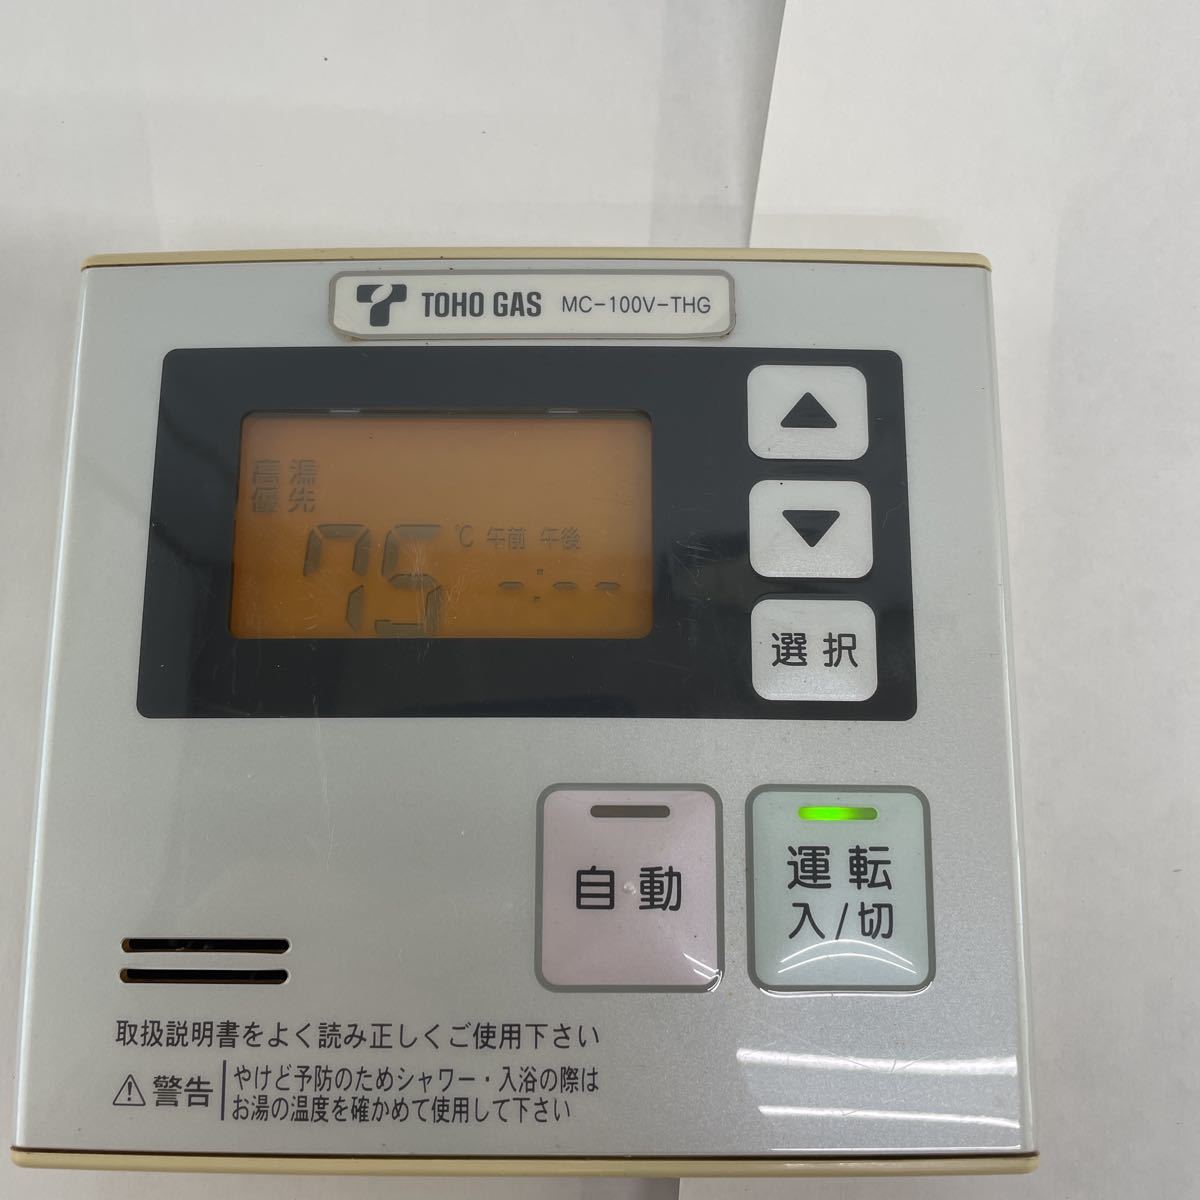 TOHO GAS MC-100V-THG
高温
優先
75 ℃ 午前 午後
-:--
選択
自動
運転
入/切
取扱説明書をよく読み正しくご使用下さい
警告
やけど予防のためシャワー・入浴の際は
お湯の温度を確かめて使用して下さい